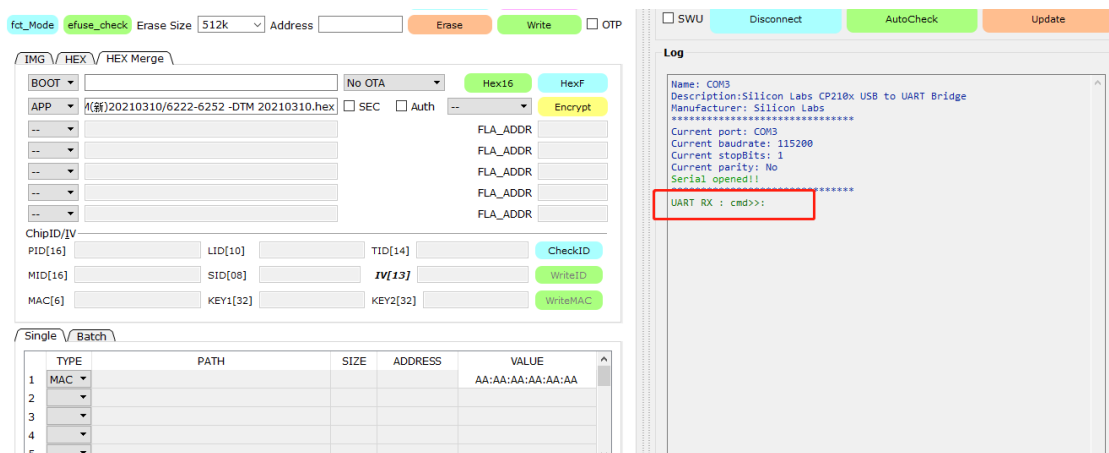 fct_Mode efuse_check Erase Size 512k Address Erase Write OTP
IMG HEX HEX Merge
BOOT No OTA Hex16 HexF
APP (新)20210310/6222-6252 -DTM 20210310.hex SEC Auth -- Encrypt
-- FLA_ADDR
-- FLA_ADDR
-- FLA_ADDR
-- FLA_ADDR
-- FLA_ADDR
ChipID/IV
PID[16] LID[10] TID[14] CheckID
MID[16] SID[08] IV[13] WriteID
MAC[6] KEY1[32] KEY2[32] WriteMAC
Single Batch
TYPE PATH SIZE ADDRESS VALUE
1 MAC AA:AA:AA:AA:AA:AA
2
3
4
SWU Disconnect AutoCheck Update
Log
Name: COM3
Description:Silicon Labs CP210x USB to UART Bridge
Manufacturer: Silicon Labs
*******************************
Current port: COM3
Current baudrate: 115200
Current stopBits: 1
Current parity: No
Serial opened!!
*******************************
UART RX : cmd>>: